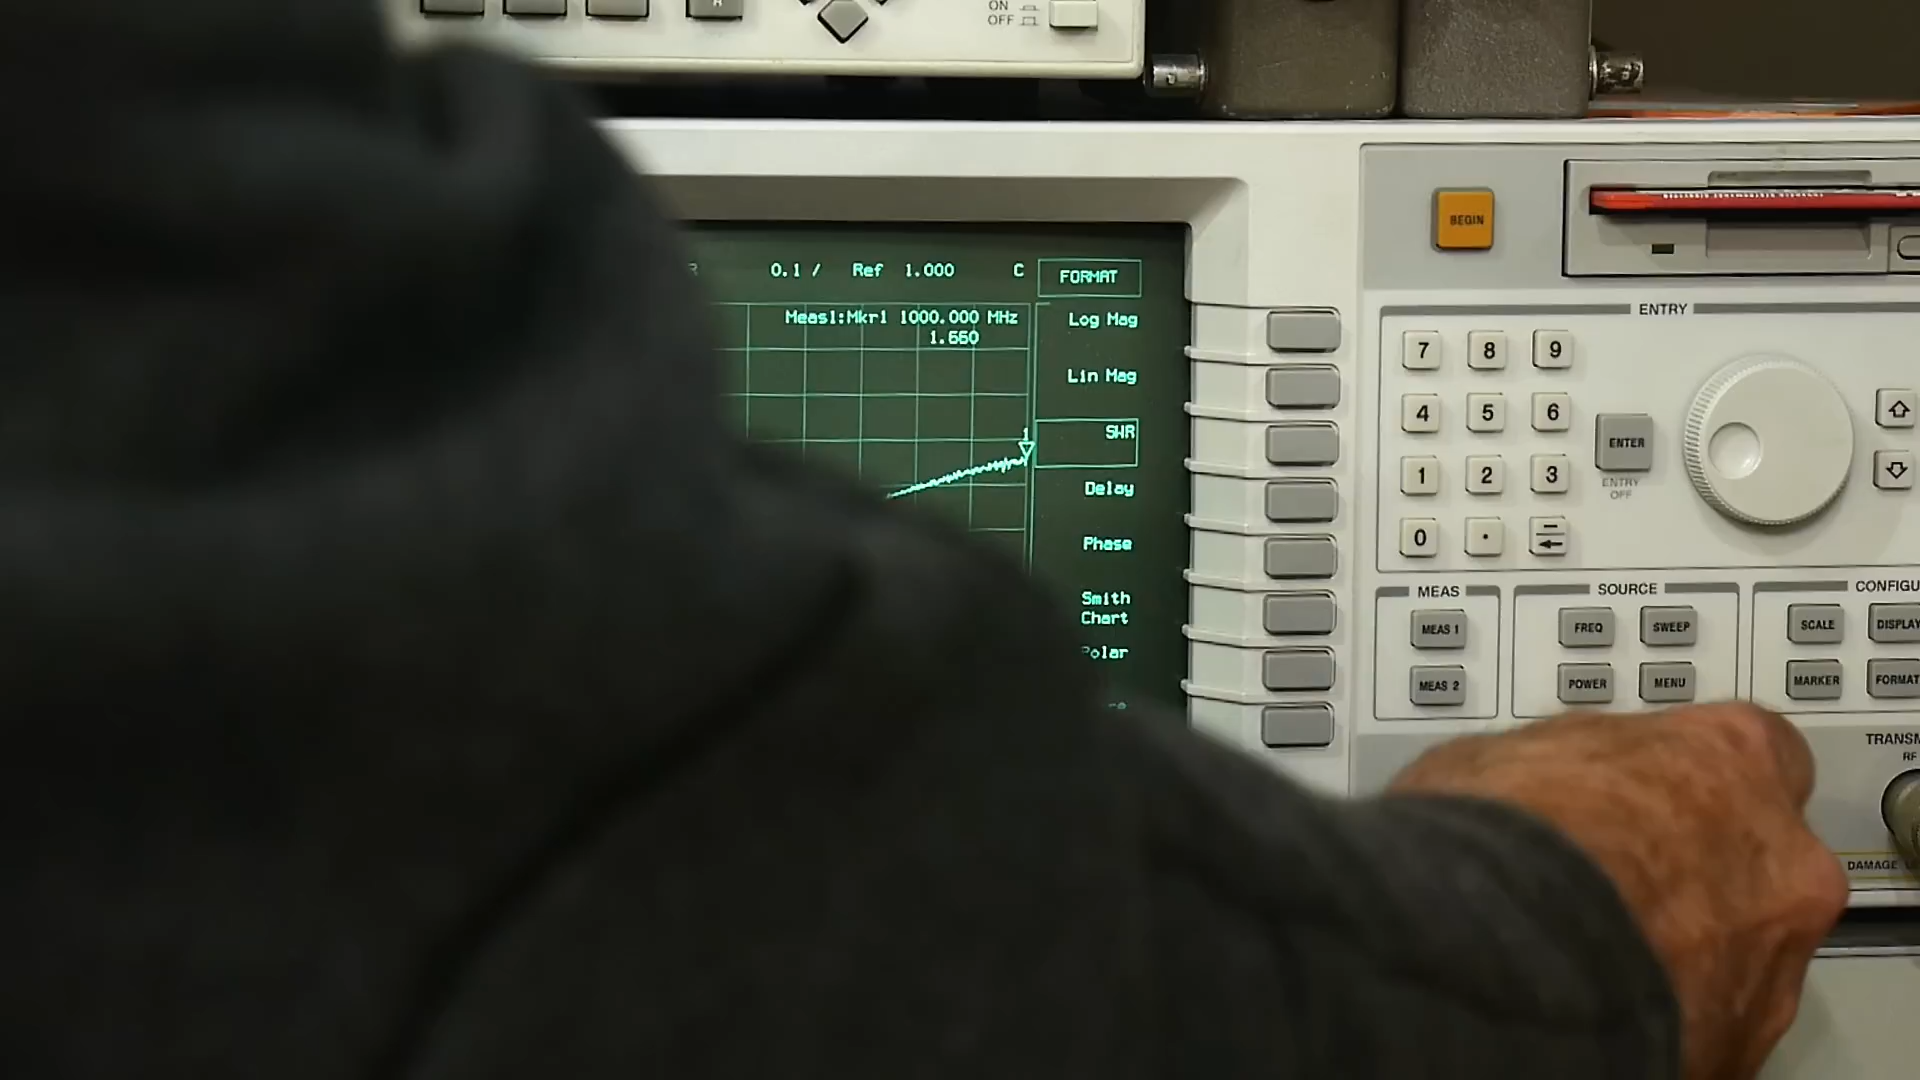 ON
OFF
BEGIN
0.1 / Ref 1.000 C
FORMAT
Meas1:Mkr1 1000.000 MHz
1.660
1
Log Mag
Lin Mag
SWR
Delay
Phase
Smith
Chart
Polar
ENTRY
7 8 9
4 5 6
1 2 3
0 .
ENTER
ENTRY
OFF
MEAS
MEAS 1
MEAS 2
SOURCE
FREQ SWEEP
POWER MENU
CONFIGU
SCALE DISPLAY
MARKER FORMAT
TRANSM
RF
DAMAGE